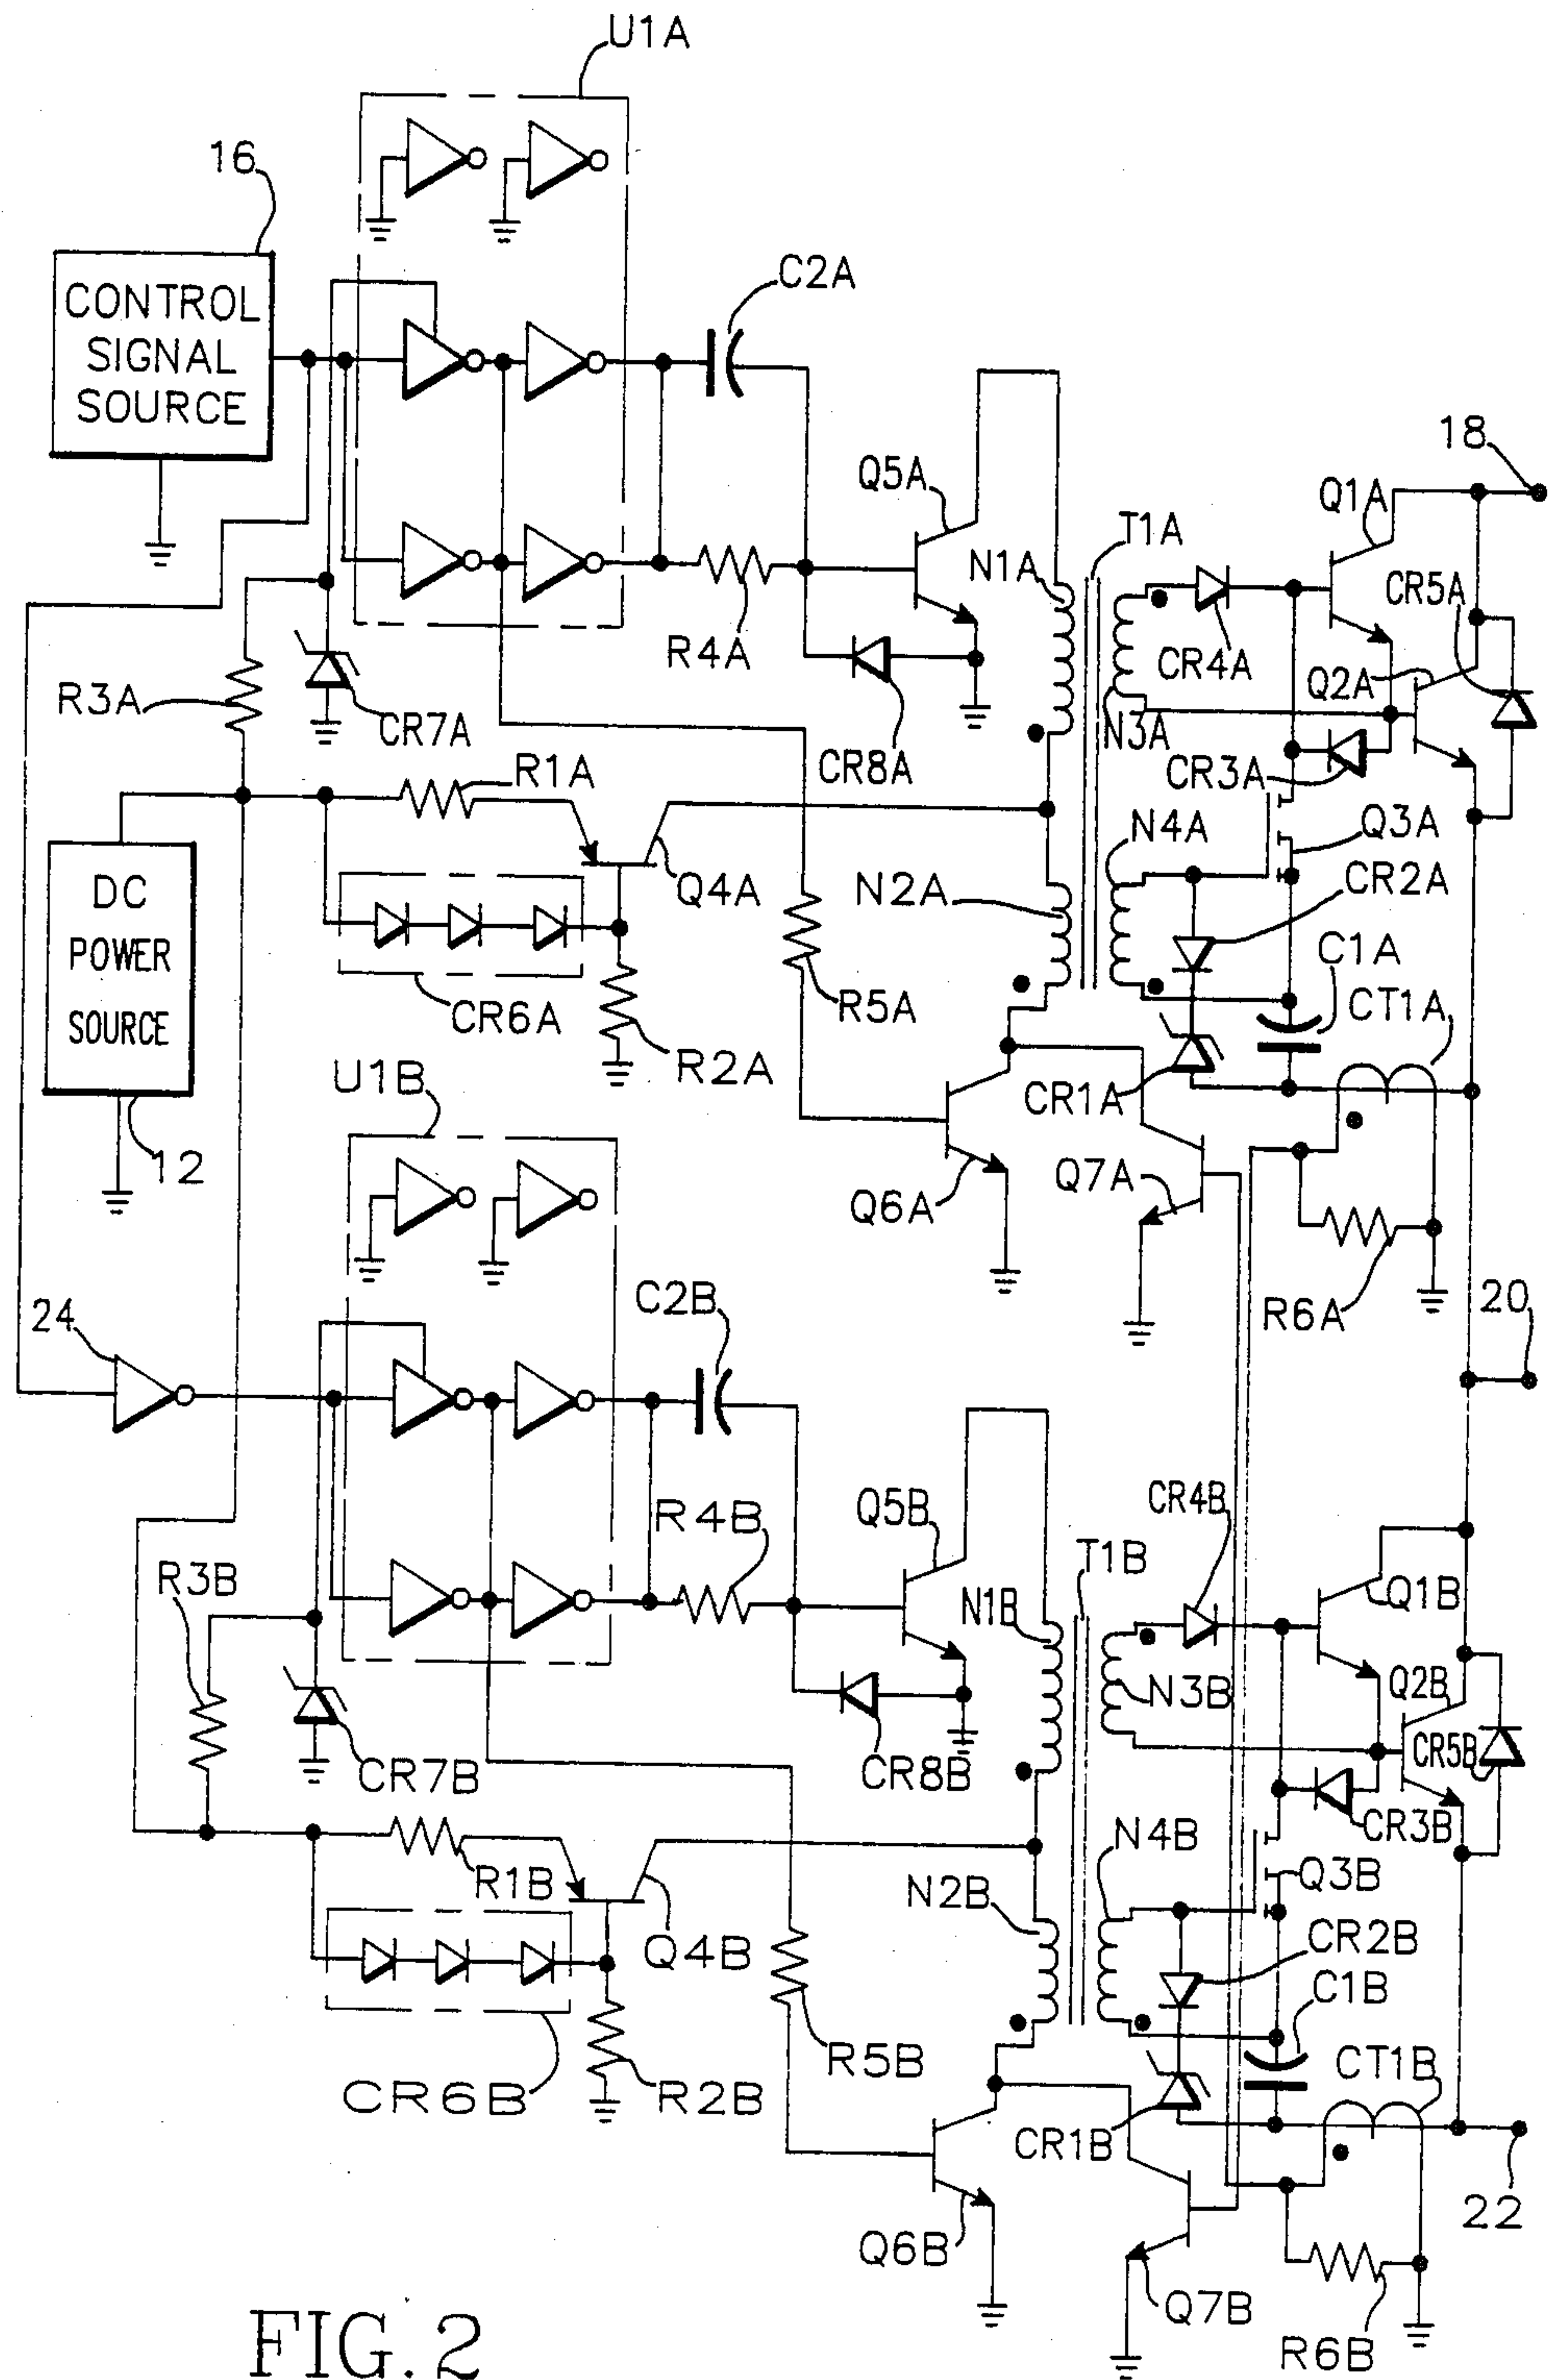 U1A
16
CONTROL
SIGNAL
SOURCE
C2A
18
Q5A
Q1A
T1A
N1A
CR5A
R4A
CR4A
Q2A
R3A
CR7A
N3A
R1A
CR8A
CR3A
N4A
Q3A
DC
POWER
SOURCE
Q4A
N2A
CR2A
C1A
CR6A
R5A
CT1A
R2A
U1B
CR1A
12
Q6A
Q7A
R6A
20
24
C2B
CR4B
R4B
Q5B
T1B
R3B
N1B
Q1B
N3B
Q2B
CR7B
CR8B
CR5B
CR3B
N4B
R1B
N2B
Q3B
Q4B
CR2B
C1B
R5B
CT1B
CR6B
R2B
CR1B
22
Q6B
Q7B
R6B
FIG. 2